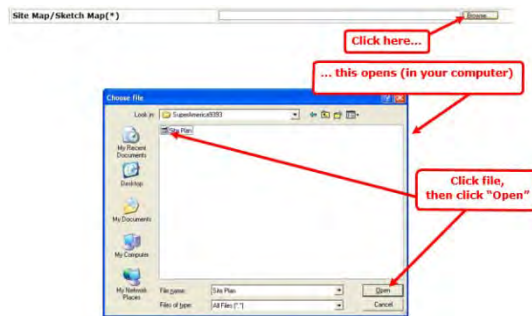 Site Map/Sketch Map(*)
Browse...
Click here...
... this opens (in your computer)
Choose file
Look in:
SuperAmerica9393
Site Plan
My Recent
Documents
Desktop
My Documents
My Computer
My Network
Places
Click file,
then click “Open”
File name:
Site Plan
Open
Files of type:
All Files (*.*)
Cancel